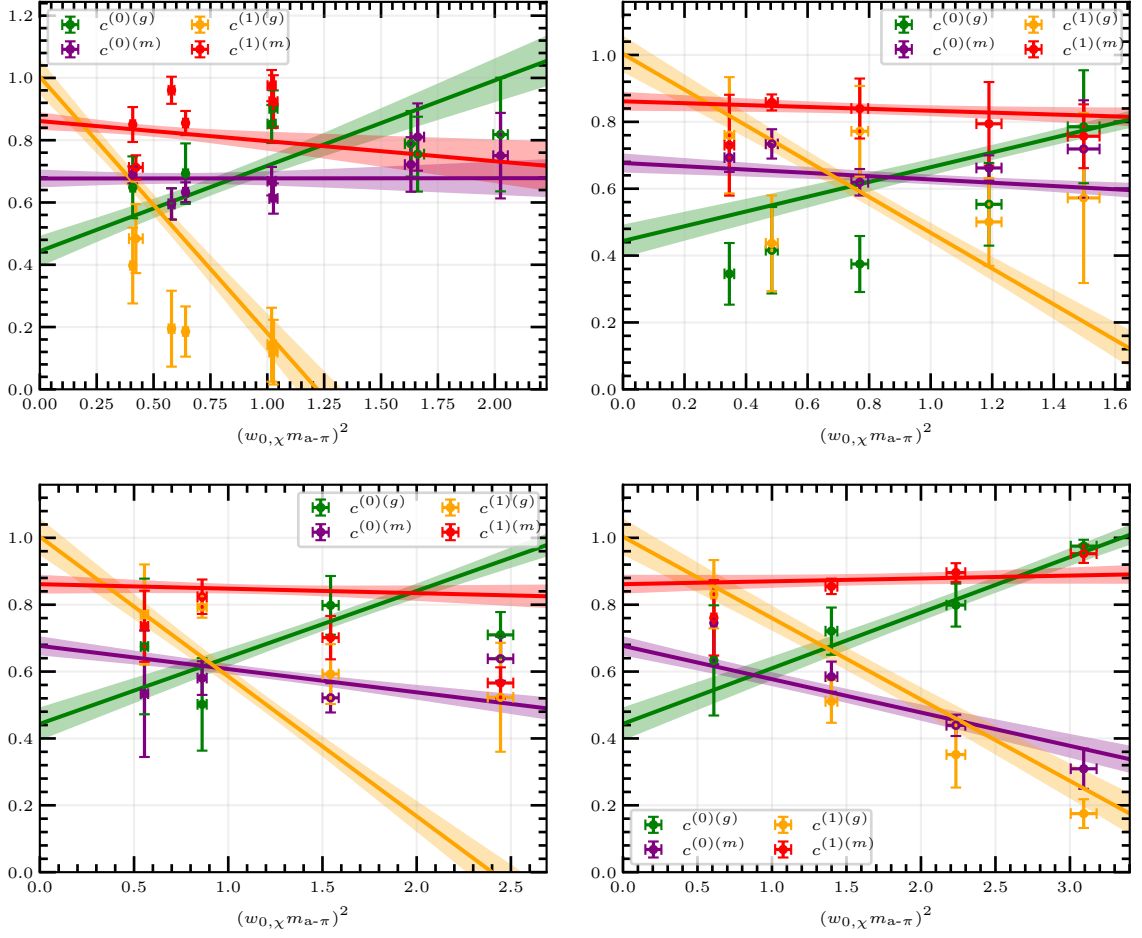 1.2
1.0
0.8
0.6
0.4
0.2
0.0
c^{(0)(g)} c^{(1)(g)}
c^{(0)(m)} c^{(1)(m)}
0.00 0.25 0.50 0.75 1.00 1.25 1.50 1.75 2.00
(w_{0,χ} m_{a-π})^2
1.0
0.8
0.6
0.4
0.2
0.0
c^{(0)(g)} c^{(1)(g)}
c^{(0)(m)} c^{(1)(m)}
0.0 0.2 0.4 0.6 0.8 1.0 1.2 1.4 1.6
(w_{0,χ} m_{a-π})^2
1.0
0.8
0.6
0.4
0.2
0.0
c^{(0)(g)} c^{(1)(g)}
c^{(0)(m)} c^{(1)(m)}
0.0 0.5 1.0 1.5 2.0 2.5
(w_{0,χ} m_{a-π})^2
1.0
0.8
0.6
0.4
0.2
0.0
c^{(0)(g)} c^{(1)(g)}
c^{(0)(m)} c^{(1)(m)}
0.0 0.5 1.0 1.5 2.0 2.5 3.0
(w_{0,χ} m_{a-π})^2